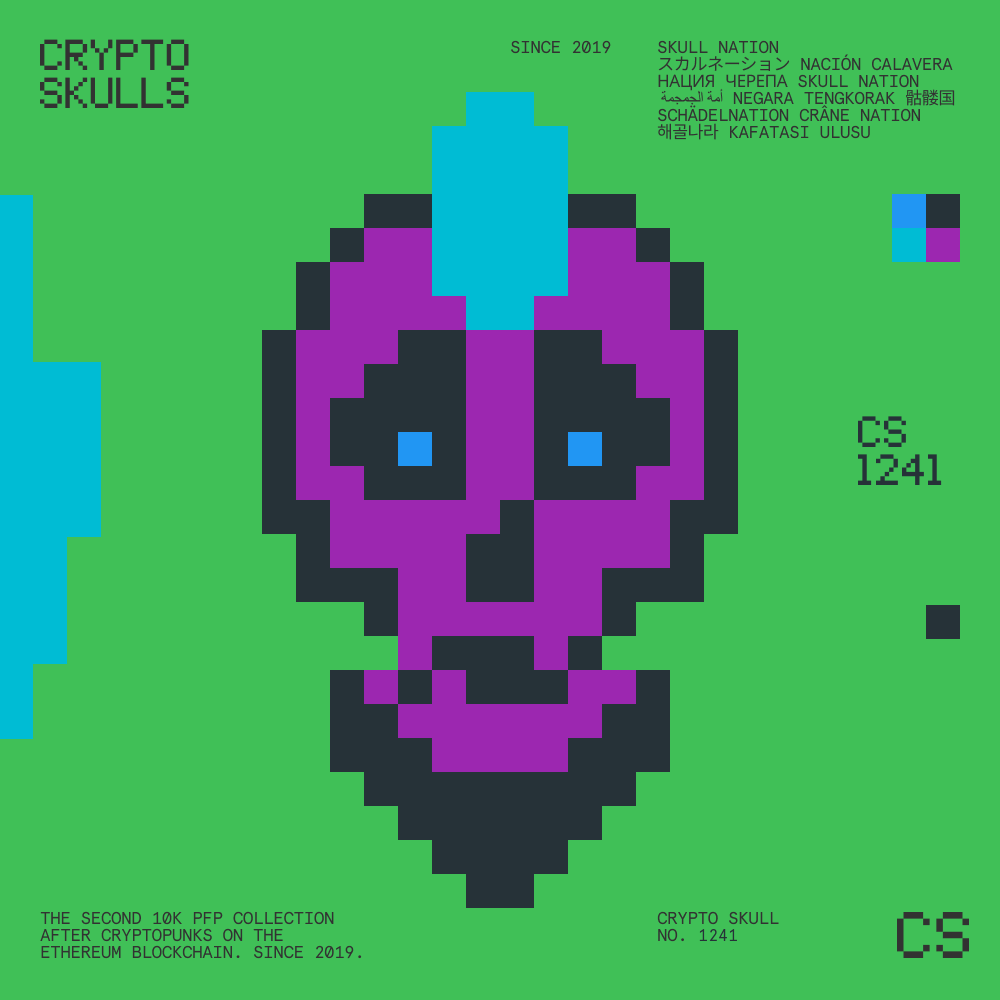 CRYPTO
SKULLS
SINCE 2019
SKULL NATION
スカルネーション NACIÓN CALAVERA
НАЦИЯ ЧЕРЕПА SKULL NATION
أمة الجمجمة NEGARA TENGKORAK 骷髅国
SCHÄDELNATION CRÂNE NATION
해골나라 KAFATASI ULUSU
CS
1241
THE SECOND 10K PFP COLLECTION
AFTER CRYPTOPUNKS ON THE
ETHEREUM BLOCKCHAIN. SINCE 2019.
CRYPTO SKULL
NO. 1241
CS